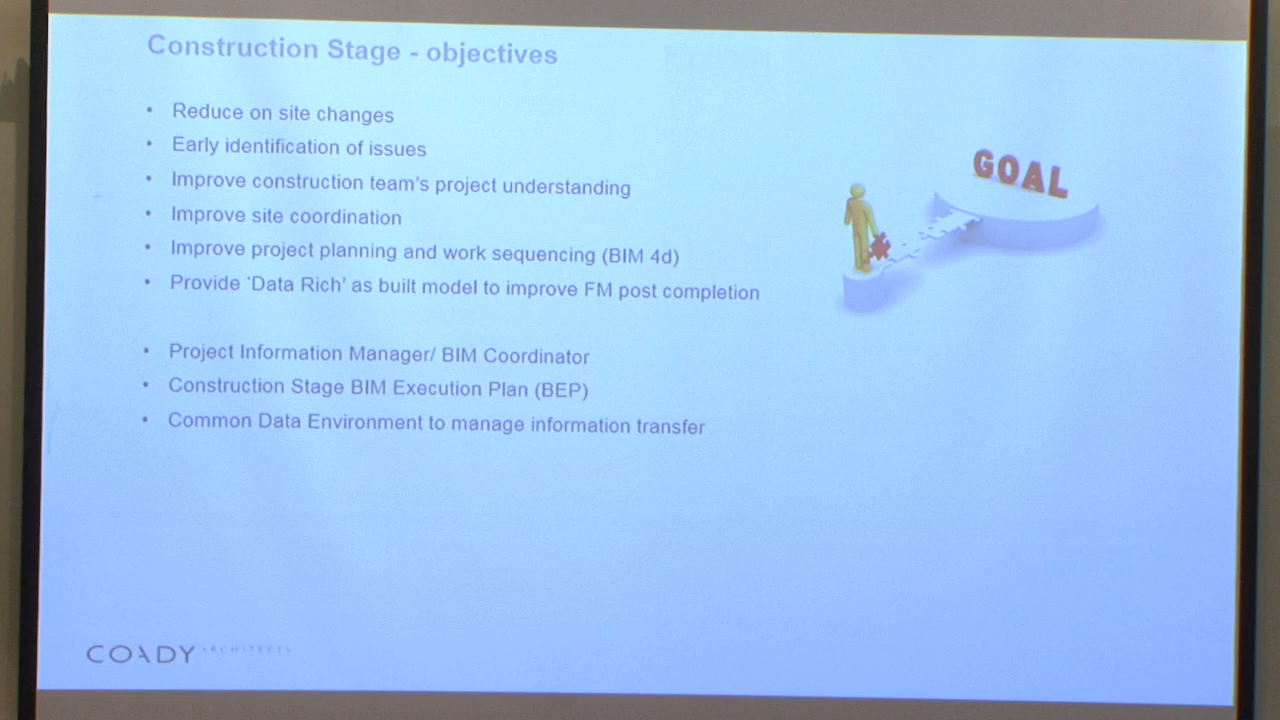 Construction Stage - objectives
• Reduce on site changes
• Early identification of issues
• Improve construction team's project understanding
• Improve site coordination
• Improve project planning and work sequencing (BIM 4d)
• Provide 'Data Rich' as built model to improve FM post completion
• Project Information Manager/ BIM Coordinator
• Construction Stage BIM Execution Plan (BEP)
• Common Data Environment to manage information transfer
GOAL
COADY ARCHITECTS